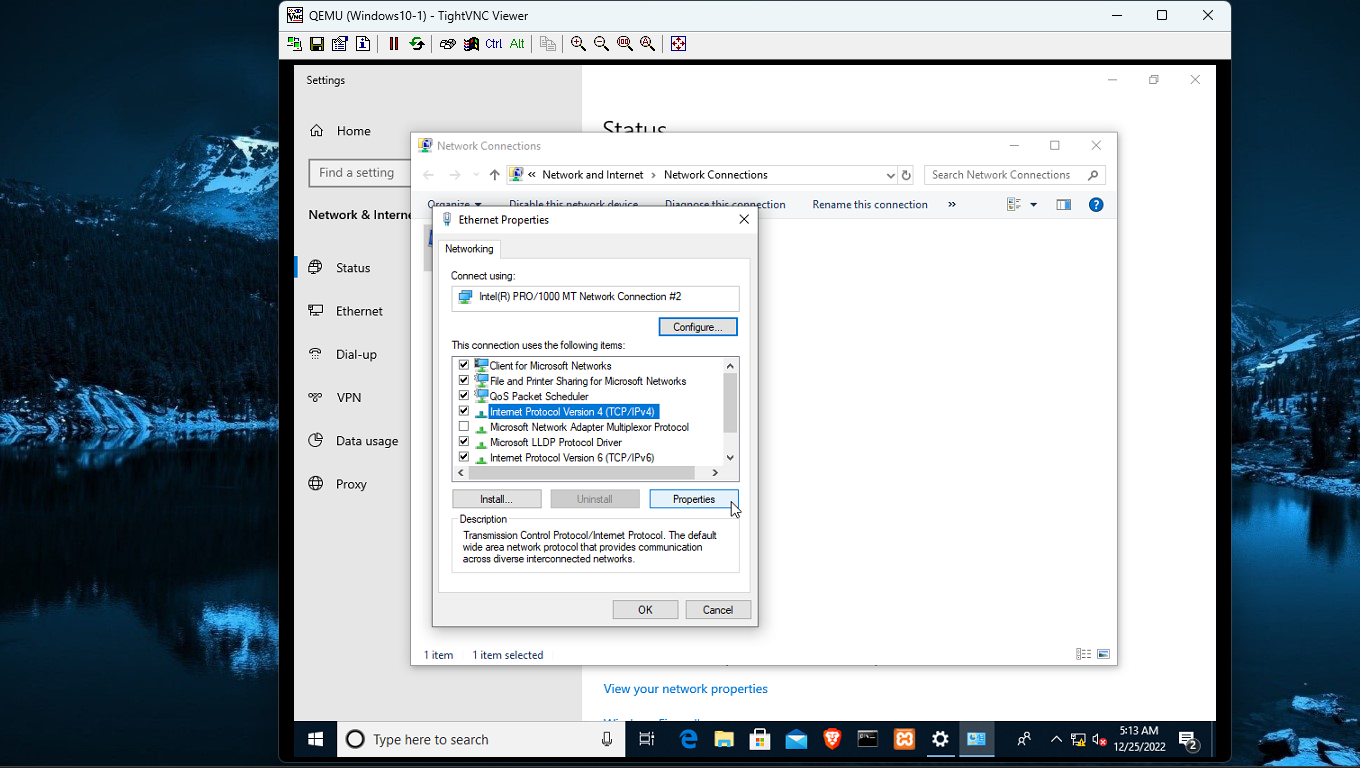 QEMU (Windows10-1) - TightVNC Viewer
Ctrl Alt
Settings
Status
Home
Network Connections
Find a setting
« Network and Internet › Network Connections
Search Network Connections
Organize
Disable this network device
Diagnose this connection
Rename this connection
»
Network & Interne
Ethernet Properties
Networking
Status
Connect using:
Intel(R) PRO/1000 MT Network Connection #2
Ethernet
Configure...
This connection uses the following items:
Dial-up
Client for Microsoft Networks
File and Printer Sharing for Microsoft Networks
VPN
QoS Packet Scheduler
Internet Protocol Version 4 (TCP/IPv4)
Microsoft Network Adapter Multiplexor Protocol
Data usage
Microsoft LLDP Protocol Driver
Internet Protocol Version 6 (TCP/IPv6)
Proxy
Install...
Uninstall
Properties
Description
Transmission Control Protocol/Internet Protocol. The default
wide area network protocol that provides communication
across diverse interconnected networks.
OK
Cancel
1 item
1 item selected
View your network properties
Type here to search
5:13 AM
12/25/2022
2